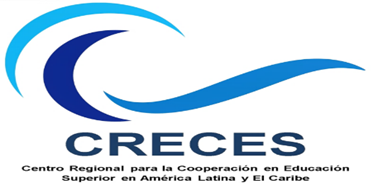 CRECES
Centro Regional para la Cooperación en Educación
Superior en América Latina y El Caribe